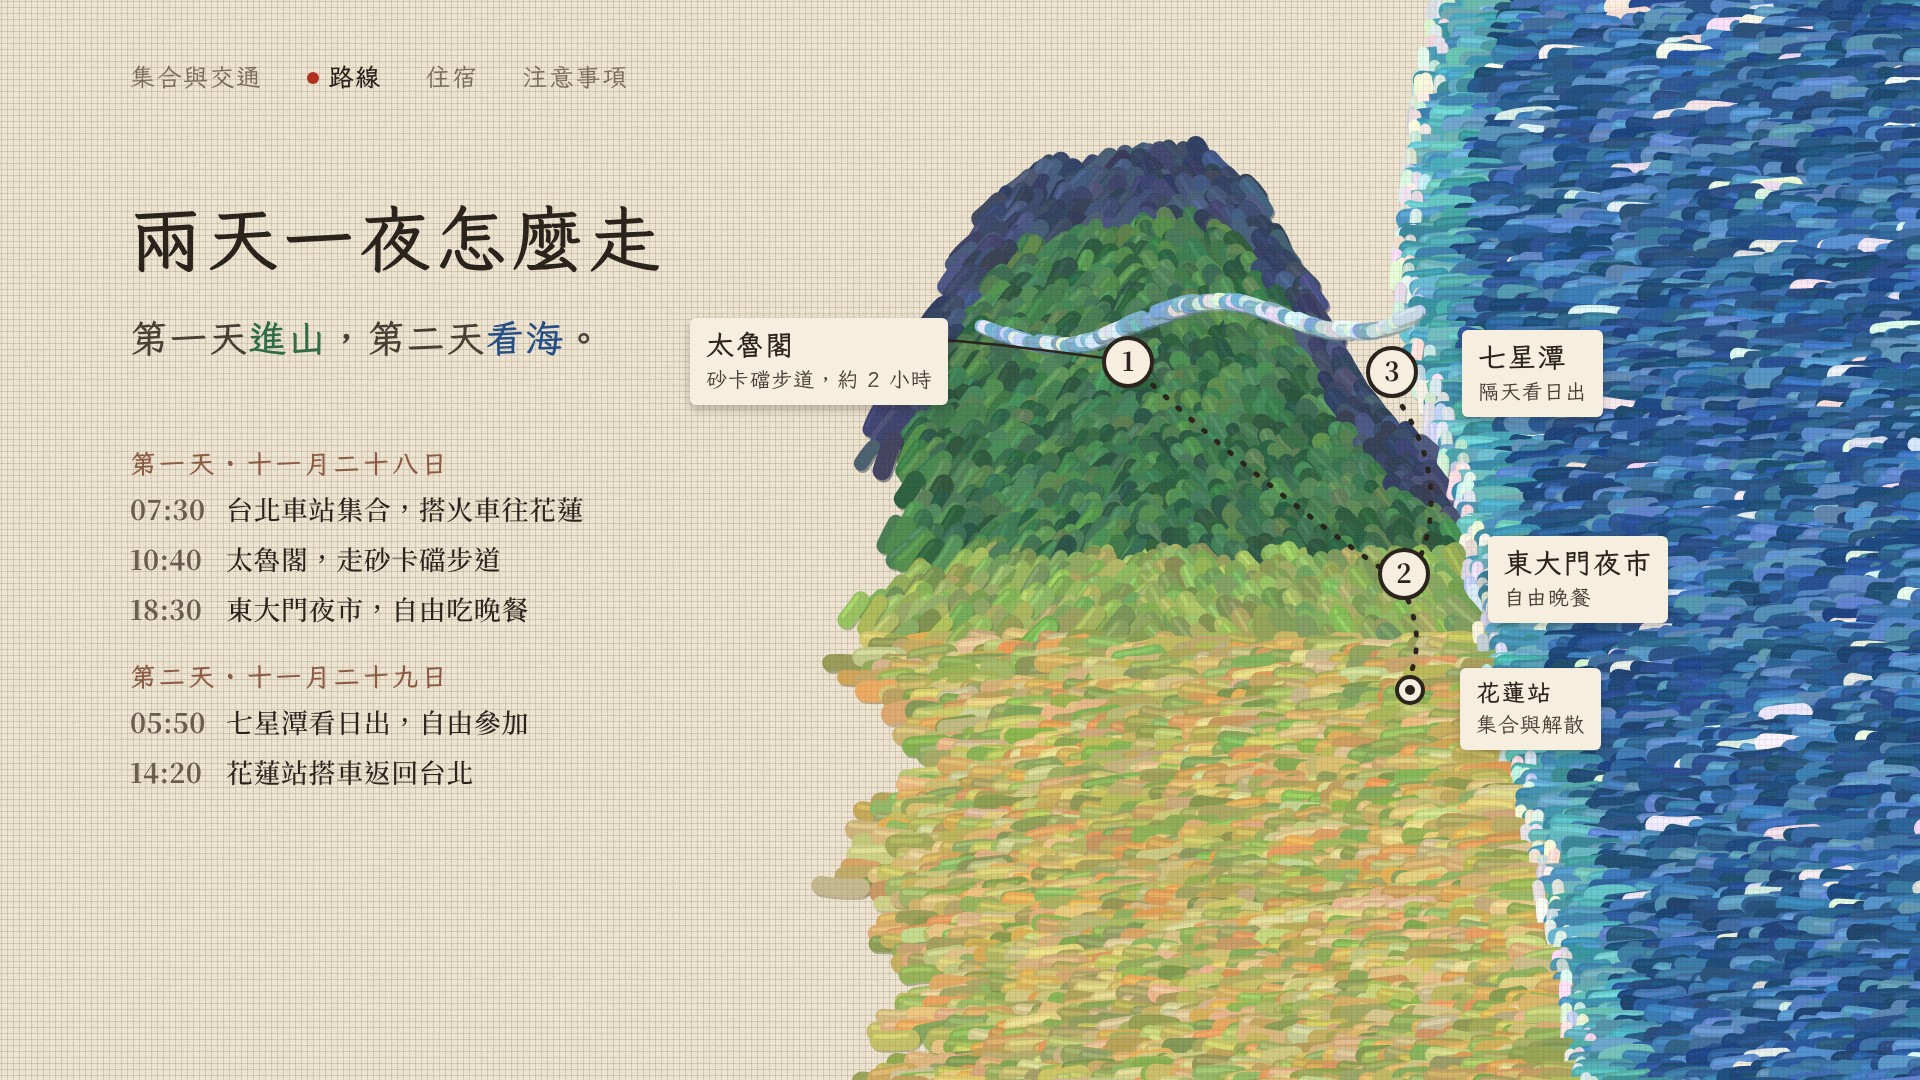 集合與交通 路線 住宿 注意事項
兩天一夜怎麼走
第一天進山，第二天看海。
第一天・十一月二十八日
07:30 台北車站集合，搭火車往花蓮
10:40 太魯閣，走砂卡礑步道
18:30 東大門夜市，自由吃晚餐
第二天・十一月二十九日
05:50 七星潭看日出，自由參加
14:20 花蓮站搭車返回台北
太魯閣
砂卡礑步道，約 2 小時
1
3
七星潭
隔天看日出
2
東大門夜市
自由晚餐
花蓮站
集合與解散